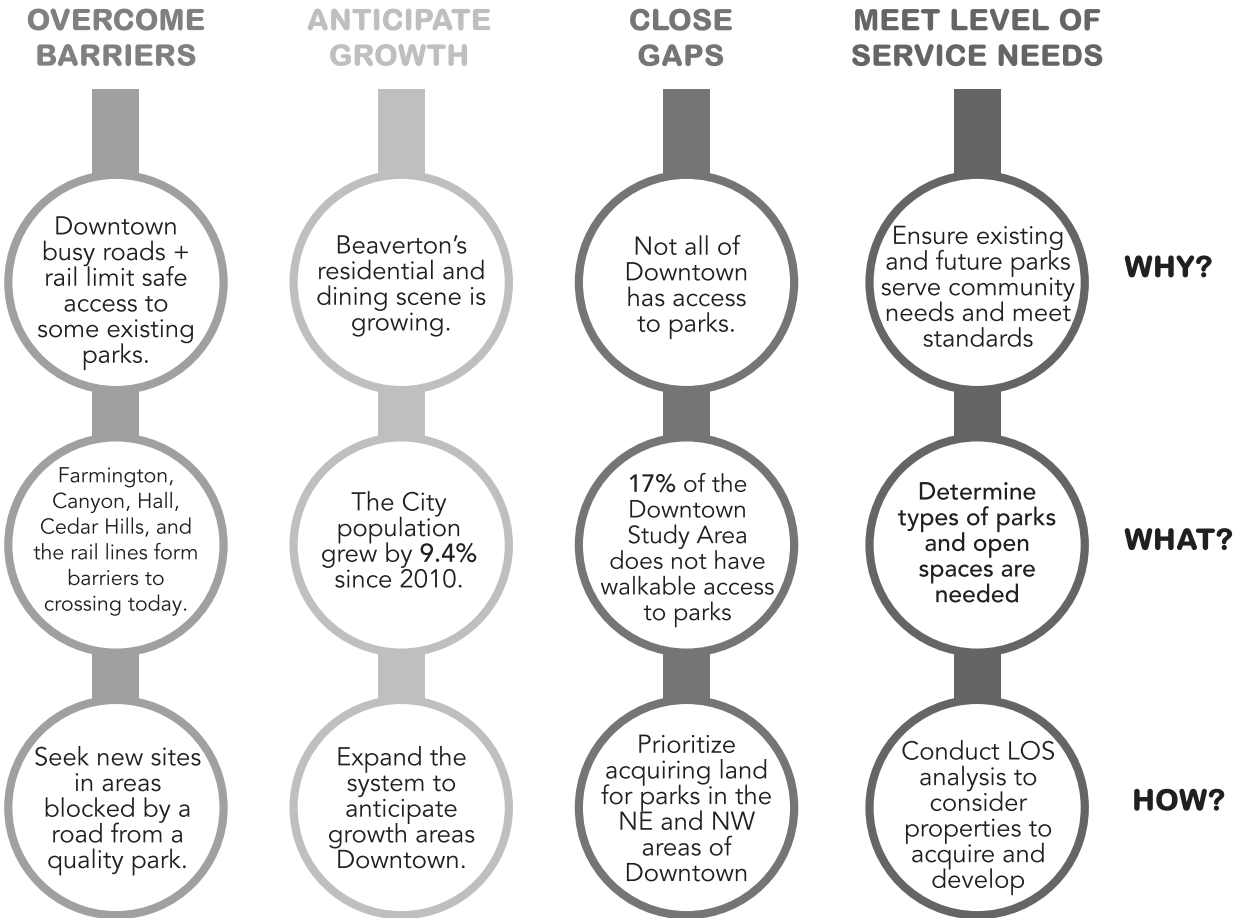 OVERCOME
BARRIERS
ANTICIPATE
GROWTH
CLOSE
GAPS
MEET LEVEL OF
SERVICE NEEDS
Downtown
busy roads +
rail limit safe
access to
some existing
parks.
Beaverton's
residential and
dining scene is
growing.
Not all of
Downtown
has access
to parks.
Ensure existing
and future parks
serve community
needs and meet
standards
WHY?
Farmington,
Canyon, Hall,
Cedar Hills, and
the rail lines form
barriers to
crossing today.
The City
population
grew by 9.4%
since 2010.
17% of the
Downtown
Study Area
does not have
walkable access
to parks
Determine
types of parks
and open
spaces are
needed
WHAT?
Seek new sites
in areas
blocked by a
road from a
quality park.
Expand the
system to
anticipate
growth areas
Downtown.
Prioritize
acquiring land
for parks in the
NE and NW
areas of
Downtown
Conduct LOS
analysis to
consider
properties to
acquire and
develop
HOW?